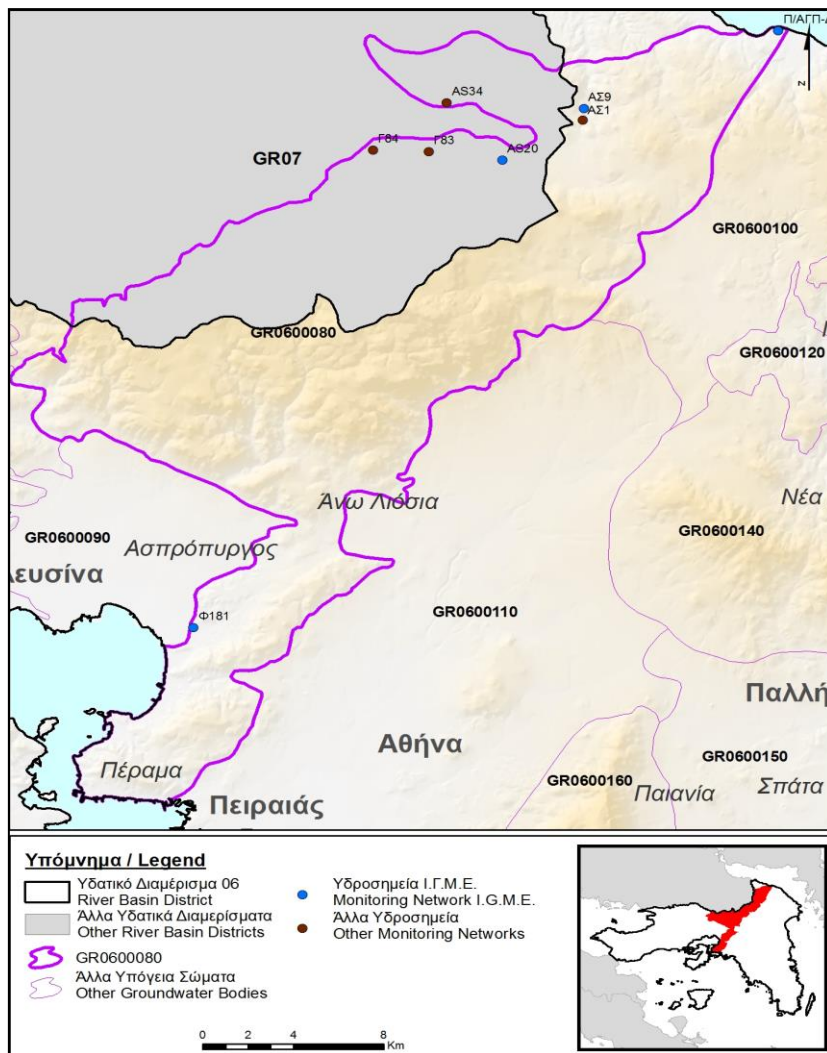 Π/ΑΓΠ-Δ
N
AS34
ΑΣ9
ΑΣ1
Γ84
Γ83
AS20
GR07
GR0600100
GR0600080
GR0600120
Άνω Λιόσια
Νέα
GR0600090
Ασπρόπυργος
GR0600140
λευσίνα
Φ181
GR0600110
Παλλή
Αθήνα
GR0600150
Πέραμα
GR0600160
Παιανία
Σπάτα
Πειραιάς
Υπόμνημα / Legend
Υδατικό Διαμέρισμα 06
River Basin District
Άλλα Υδατικά Διαμερίσματα
Other River Basin Districts
GR0600080
Άλλα Υπόγεια Σώματα
Other Groundwater Bodies
Υδροσημεία Ι.Γ.Μ.Ε.
Monitoring Network I.G.M.E.
Άλλα Υδροσημεία
Other Monitoring Networks
0 2 4 8
Km